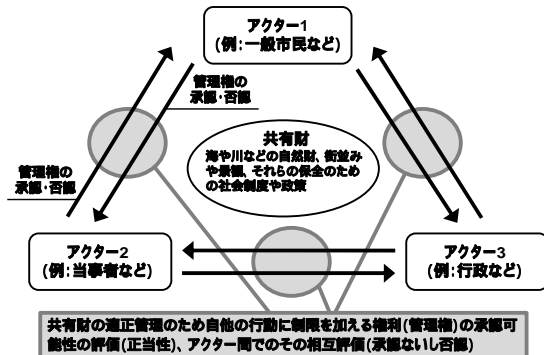 アクター1
(例:一般市民など)
管理権の
承認・否認
共有財
海や川などの自然財、街並み
や景観、それらの保全のため
の社会制度や政策
管理権の
承認・否認
アクター2
(例:当事者など)
アクター3
(例:行政など)
共有財の適正管理のため自他の行動に制限を加える権利(管理権)の承認可
能性の評価(正当性)、アクター間でのその相互評価(承認ないし否認)